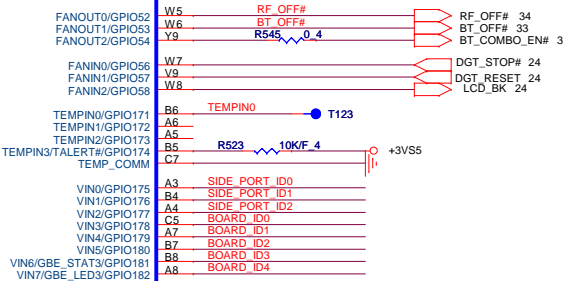 FANOUT0/GPIO52 W5 RF_OFF# RF_OFF# 34
FANOUT1/GPIO53 W6 BT_OFF# BT_OFF# 33
FANOUT2/GPIO54 Y9 R545 0_4 BT_COMBO_EN# 3
FANIN0/GPIO56 W7 DGT_STOP# 24
FANIN1/GPIO57 V9 DGT_RESET 24
FANIN2/GPIO58 W8 LCD_BK 24
TEMPIN0/GPIO171 B6 TEMPIN0 T123
TEMPIN1/GPIO172 A6
TEMPIN2/GPIO173 A5
TEMPIN3/TALERT#/GPIO174 B5 R523 10K/F_4 +3VS5
TEMP_COMM C7
VIN0/GPIO175 A3 SIDE_PORT_ID0
VIN1/GPIO176 B4 SIDE_PORT_ID1
VIN2/GPIO177 A4 SIDE_PORT_ID2
VIN3/GPIO178 C5 BOARD_ID0
VIN4/GPIO179 A7 BOARD_ID1
VIN5/GPIO180 B7 BOARD_ID2
VIN6/GBE_STAT3/GPIO181 B8 BOARD_ID3
VIN7/GBE_LED3/GPIO182 A8 BOARD_ID4